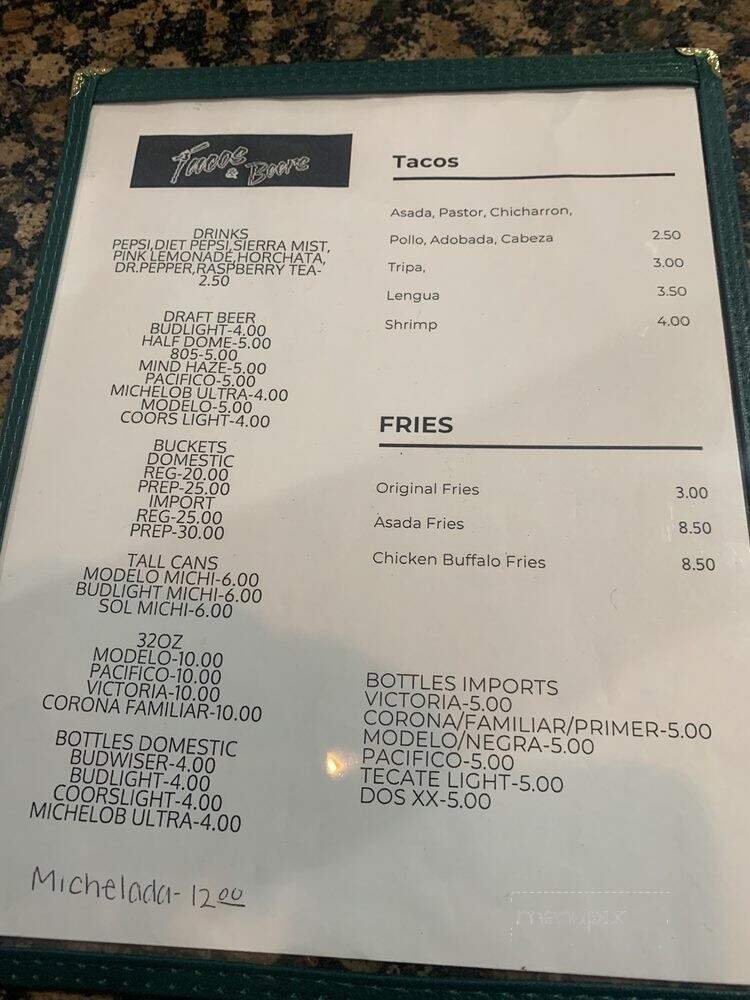 Tacos
& Beers
DRINKS
PEPSI,DIET PEPSI,SIERRA MIST,
PINK LEMONADE,HORCHATA,
DR.PEPPER,RASPBERRY TEA-
2.50
DRAFT BEER
BUDLIGHT-4.00
HALF DOME-5.00
805-5.00
MIND HAZE-5.00
PACIFICO-5.00
MICHELOB ULTRA-4.00
MODELO-5.00
COORS LIGHT-4.00
BUCKETS
DOMESTIC
REG-20.00
PREP-25.00
IMPORT
REG-25.00
PREP-30.00
TALL CANS
MODELO MICHI-6.00
BUDLIGHT MICHI-6.00
SOL MICHI-6.00
32OZ
MODELO-10.00
PACIFICO-10.00
VICTORIA-10.00
CORONA FAMILIAR-10.00
BOTTLES DOMESTIC
BUDWISER-4.00
BUDLIGHT-4.00
COORSLIGHT-4.00
MICHELOB ULTRA-4.00
Michelada- 12.00
Tacos
Asada, Pastor, Chicharron,
Pollo, Adobada, Cabeza 2.50
Tripa, 3.00
Lengua 3.50
Shrimp 4.00
FRIES
Original Fries 3.00
Asada Fries 8.50
Chicken Buffalo Fries 8.50
BOTTLES IMPORTS
VICTORIA-5.00
CORONA/FAMILIAR/PRIMER-5.00
MODELO/NEGRA-5.00
PACIFICO-5.00
TECATE LIGHT-5.00
DOS XX-5.00
menupix